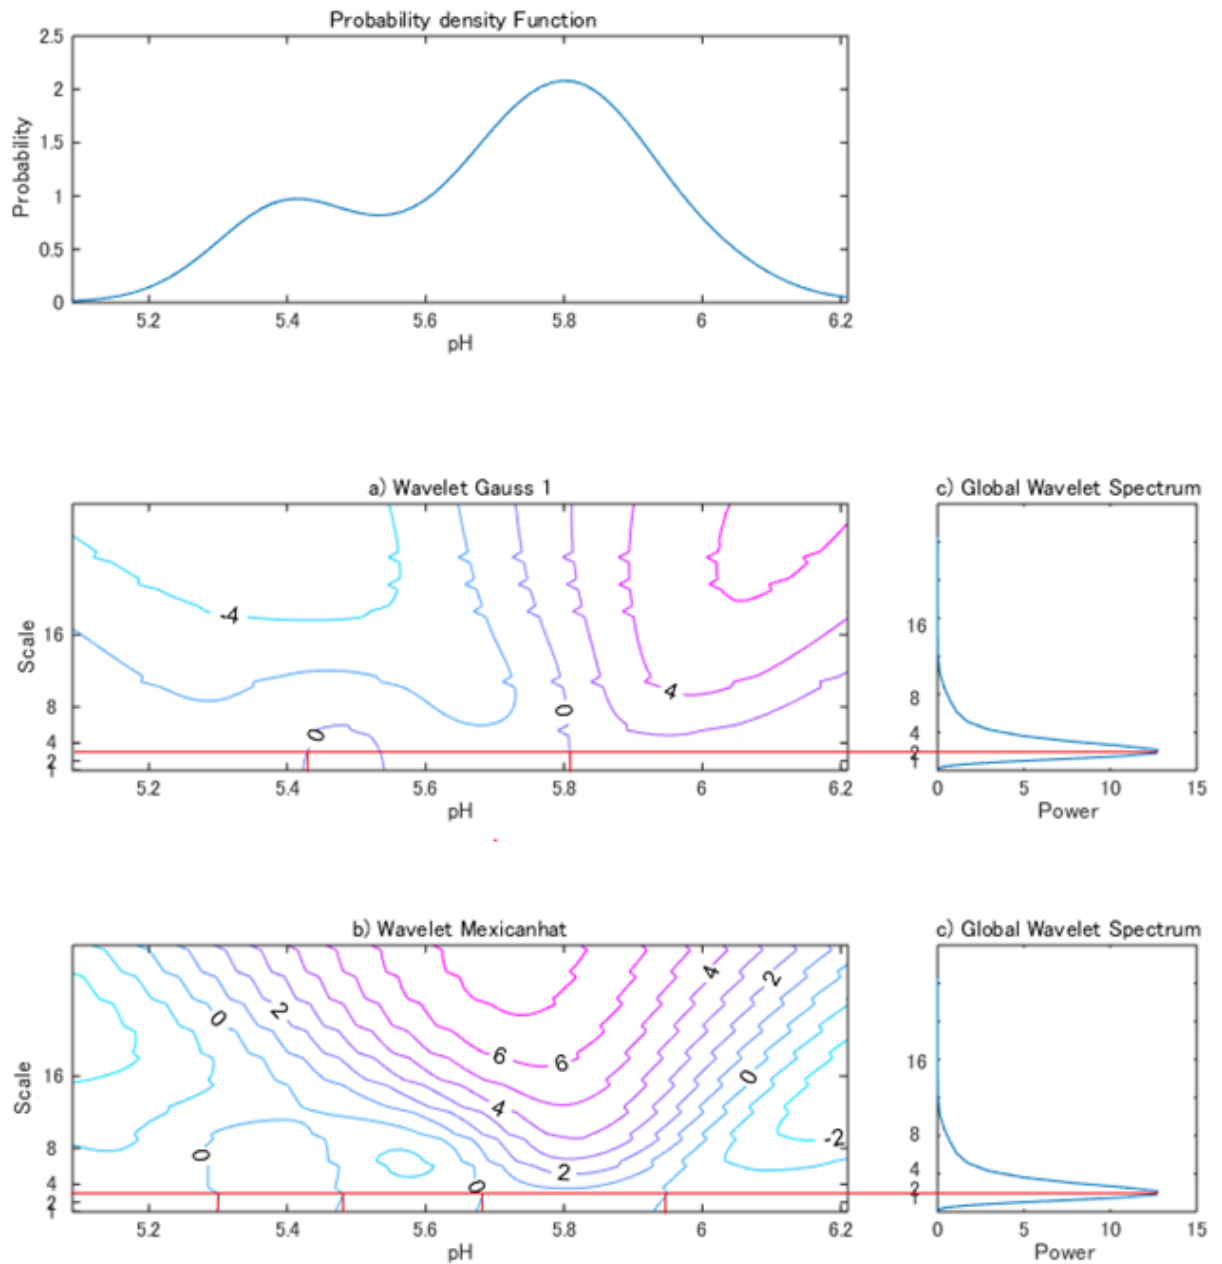 Probability density Function
2.5
2
1.5
1
0.5
0
Probability
5.2 5.4 5.6 5.8 6 6.2
pH
a) Wavelet Gauss 1
Scale
16
8
4
2
1
-4
0
0
4
5.2 5.4 5.6 5.8 6 6.2
pH
c) Global Wavelet Spectrum
16
8
4
2
1
0 5 10 15
Power
b) Wavelet Mexicanhat
Scale
16
8
4
2
1
0
2
6
6
4
2
4
0
0
0
4
2
-2
5.2 5.4 5.6 5.8 6 6.2
pH
c) Global Wavelet Spectrum
16
8
4
2
1
0 5 10 15
Power